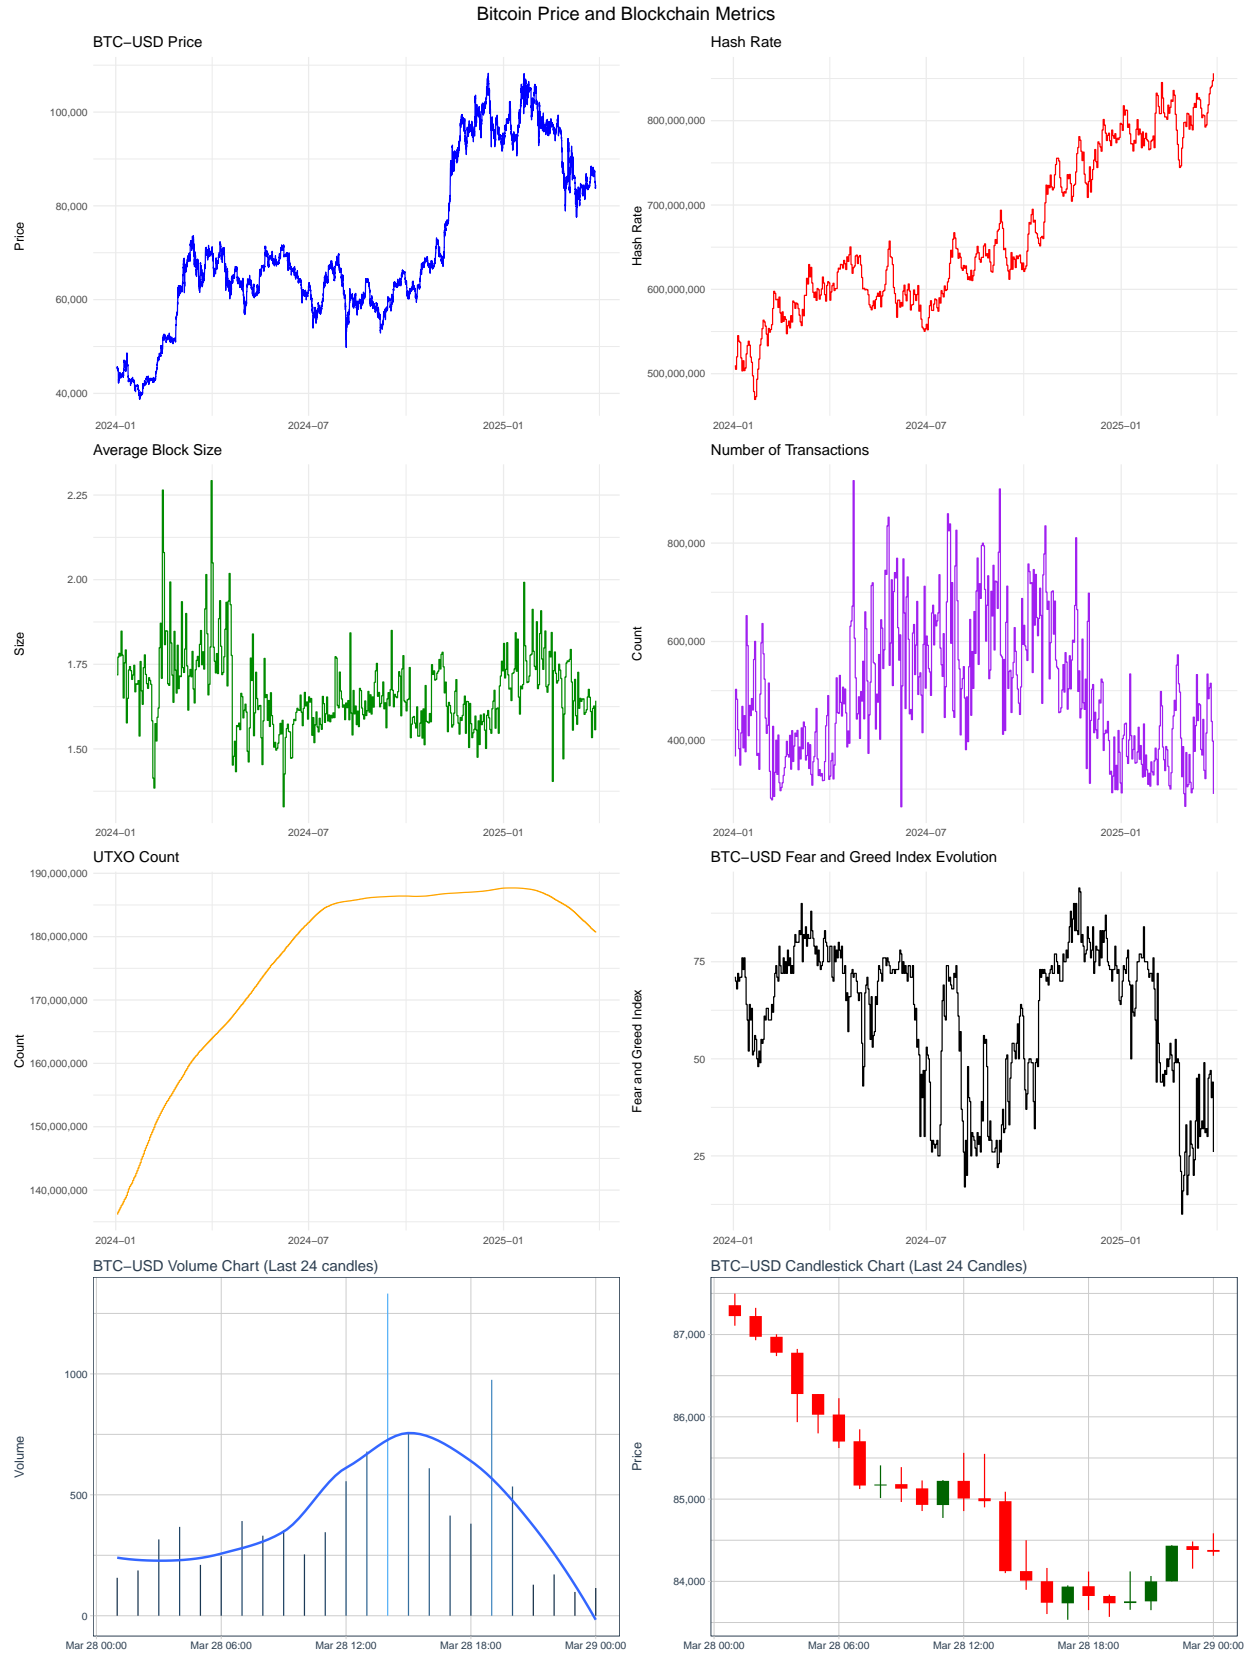 Bitcoin Price and Blockchain Metrics
BTC−USD Price
Price
100,000
80,000
60,000
40,000
2024−01
2024−07
2025−01
Hash Rate
Hash Rate
800,000,000
700,000,000
600,000,000
500,000,000
2024−01
2024−07
2025−01
Average Block Size
Size
2.25
2.00
1.75
1.50
2024−01
2024−07
2025−01
Number of Transactions
Count
800,000
600,000
400,000
2024−01
2024−07
2025−01
UTXO Count
Count
190,000,000
180,000,000
170,000,000
160,000,000
150,000,000
140,000,000
2024−01
2024−07
2025−01
BTC−USD Fear and Greed Index Evolution
Fear and Greed Index
75
50
25
2024−01
2024−07
2025−01
BTC−USD Volume Chart (Last 24 candles)
Volume
1000
500
0
Mar 28 00:00
Mar 28 06:00
Mar 28 12:00
Mar 28 18:00
Mar 29 00:00
BTC−USD Candlestick Chart (Last 24 Candles)
Price
87,000
86,000
85,000
84,000
Mar 28 00:00
Mar 28 06:00
Mar 28 12:00
Mar 28 18:00
Mar 29 00:00